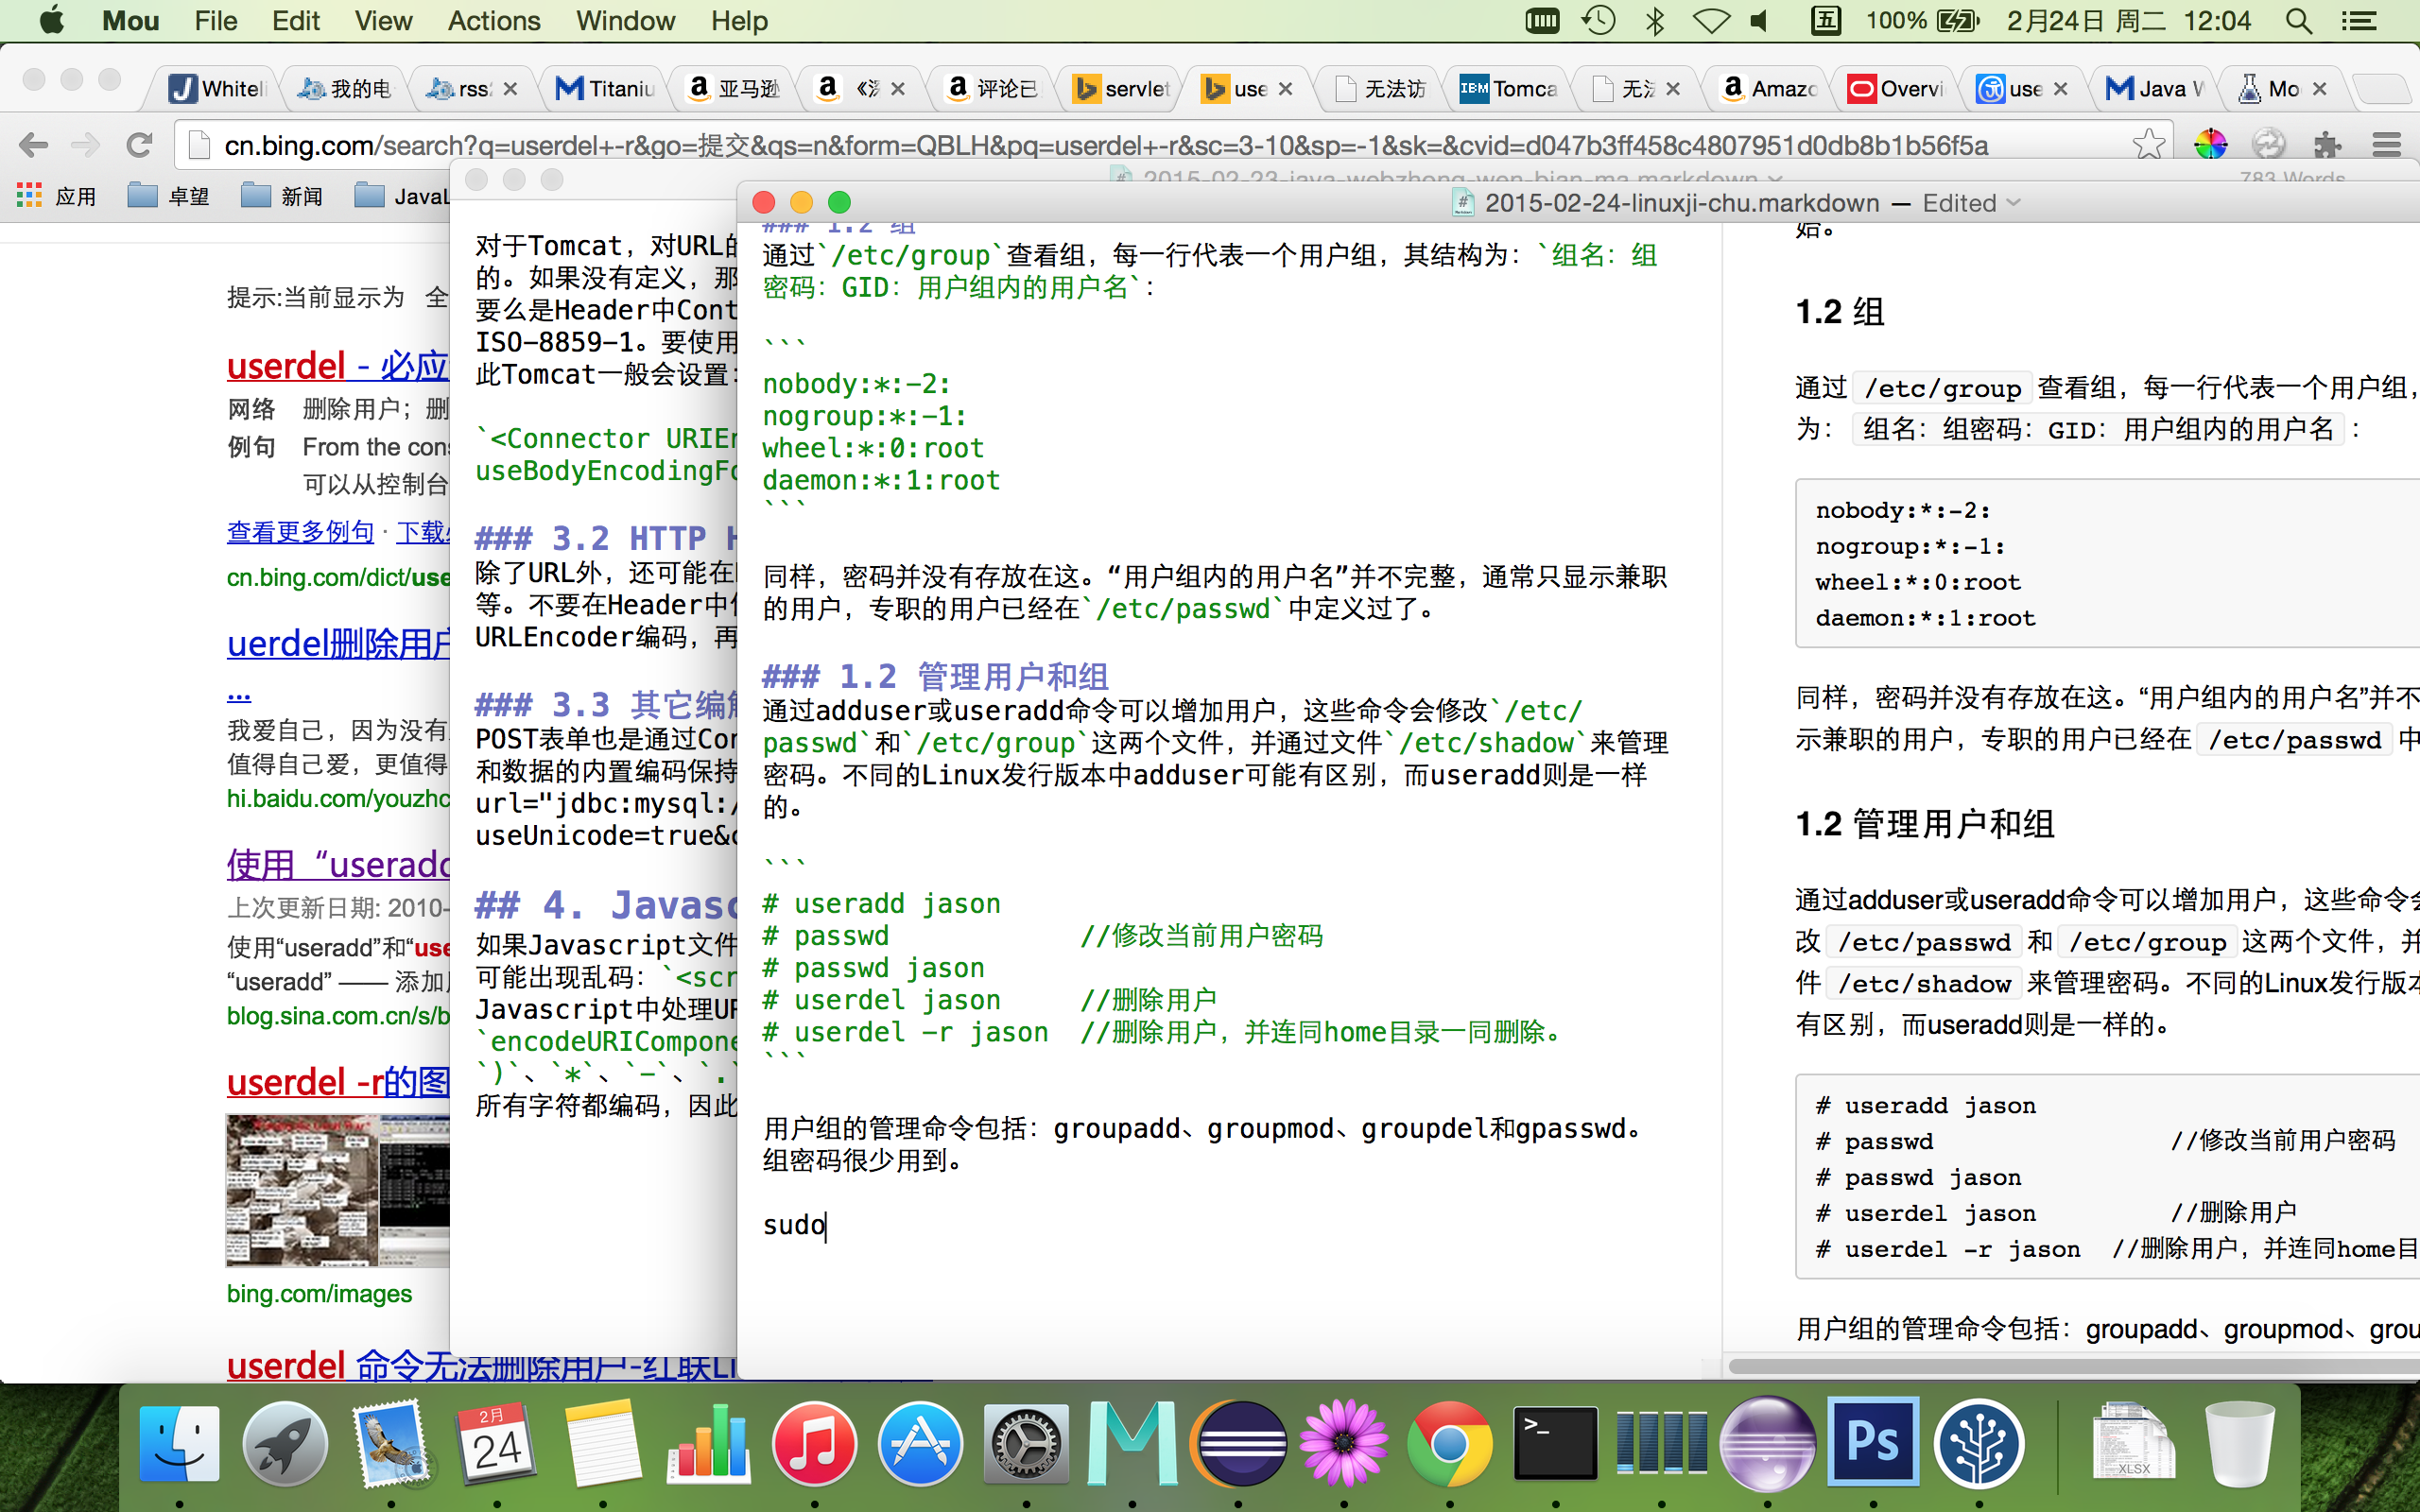 Mou File Edit View Actions Window Help 五 100% 2月24日 周二 12:04
Whiteli 我的电 rss: Titaniu 亚马逊 《 评论已 servlet use 无法访 IBM Tomca 无法 Amazo Overvi use Java W Mo
cn.bing.com/search?q=userdel+-r&go=提交&qs=n&form=QBLH&pq=userdel+-r&sc=3-10&sp=-1&sk=&cvid=d047b3ff458c4807951d0db8b1b56f5a
应用 卓望 新闻 JavaL
提示:当前显示为 全
userdel - 必应
网络 删除用户；删
例句 From the cons
可以从控制台
查看更多例句 · 下载
cn.bing.com/dict/use
uerdel删除用户
...
我爱自己，因为没有
值得自己爱，更值得
hi.baidu.com/youzhc
使用“useradd
上次更新日期: 2010-
使用“useradd”和“use
“useradd” —— 添加
blog.sina.com.cn/s/b
userdel -r的图
bing.com/images
userdel 命令无法删除用户-红联Li
2015-02-23-java-webzhong-wen-bian-ma.markdown
783 Words
对于Tomcat，对URL的
的。如果没有定义，那
要么是Header中Cont
ISO-8859-1。要使用
此Tomcat一般会设置：
`<Connector URIEn
useBodyEncodingFo
### 3.2 HTTP H
除了URL外，还可能在
等。不要在Header中
URLEncoder编码，再
### 3.3 其它编解
POST表单也是通过Con
和数据的内置编码保持
url="jdbc:mysql:/
useUnicode=true&c
## 4. Javasc
如果Javascript文件
可能出现乱码：`<scr
Javascript中处理UR
`encodeURICompone
`)`、`*`、`-`、`.`
所有字符都编码，因此
2015-02-24-linuxji-chu.markdown — Edited
### 1.2 组
通过`/etc/group`查看组，每一行代表一个用户组，其结构为：`组名：组
密码：GID：用户组内的用户名`：
```
nobody:*:-2:
nogroup:*:-1:
wheel:*:0:root
daemon:*:1:root
```
同样，密码并没有存放在这。“用户组内的用户名”并不完整，通常只显示兼职
的用户，专职的用户已经在`/etc/passwd`中定义过了。
### 1.2 管理用户和组
通过adduser或useradd命令可以增加用户，这些命令会修改`/etc/
passwd`和`/etc/group`这两个文件，并通过文件`/etc/shadow`来管理
密码。不同的Linux发行版本中adduser可能有区别，而useradd则是一样
的。
```
# useradd jason
# passwd //修改当前用户密码
# passwd jason
# userdel jason //删除用户
# userdel -r jason //删除用户，并连同home目录一同删除。
```
用户组的管理命令包括：groupadd、groupmod、groupdel和gpasswd。
组密码很少用到。
sudo
始。
1.2 组
通过 /etc/group 查看组，每一行代表一个用户组，
为： 组名：组密码：GID：用户组内的用户名 ：
nobody:*:-2:
nogroup:*:-1:
wheel:*:0:root
daemon:*:1:root
同样，密码并没有存放在这。“用户组内的用户名”并不
示兼职的用户，专职的用户已经在 /etc/passwd 中
1.2 管理用户和组
通过adduser或useradd命令可以增加用户，这些命令会
改 /etc/passwd 和 /etc/group 这两个文件，并
件 /etc/shadow 来管理密码。不同的Linux发行版本
有区别，而useradd则是一样的。
# useradd jason
# passwd //修改当前用户密码
# passwd jason
# userdel jason //删除用户
# userdel -r jason //删除用户，并连同home目
用户组的管理命令包括：groupadd、groupmod、grou
2月
24
>_
Ps
XLSX